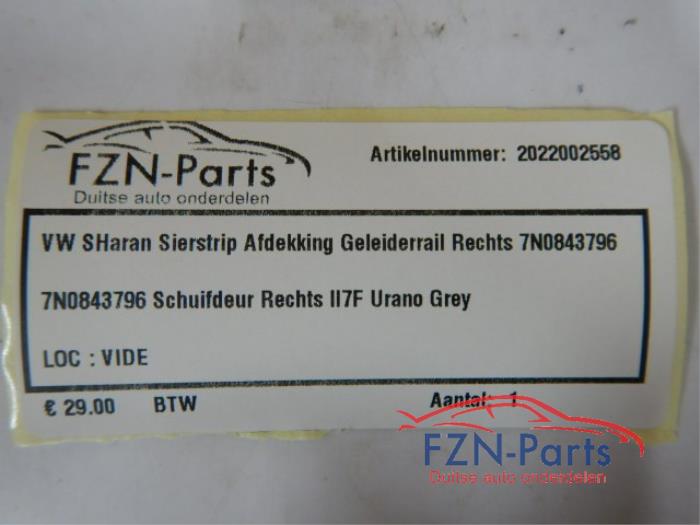 FZN-Parts
Duitse auto onderdelen
Artikelnummer: 2022002558
VW SHaran Sierstrip Afdekking Geleiderrail Rechts 7N0843796
7N0843796 Schuifdeur Rechts II7F Urano Grey
LOC : VIDE
€ 29.00 BTW Aantal: 1
FZN-Parts
Duitse auto onderdelen